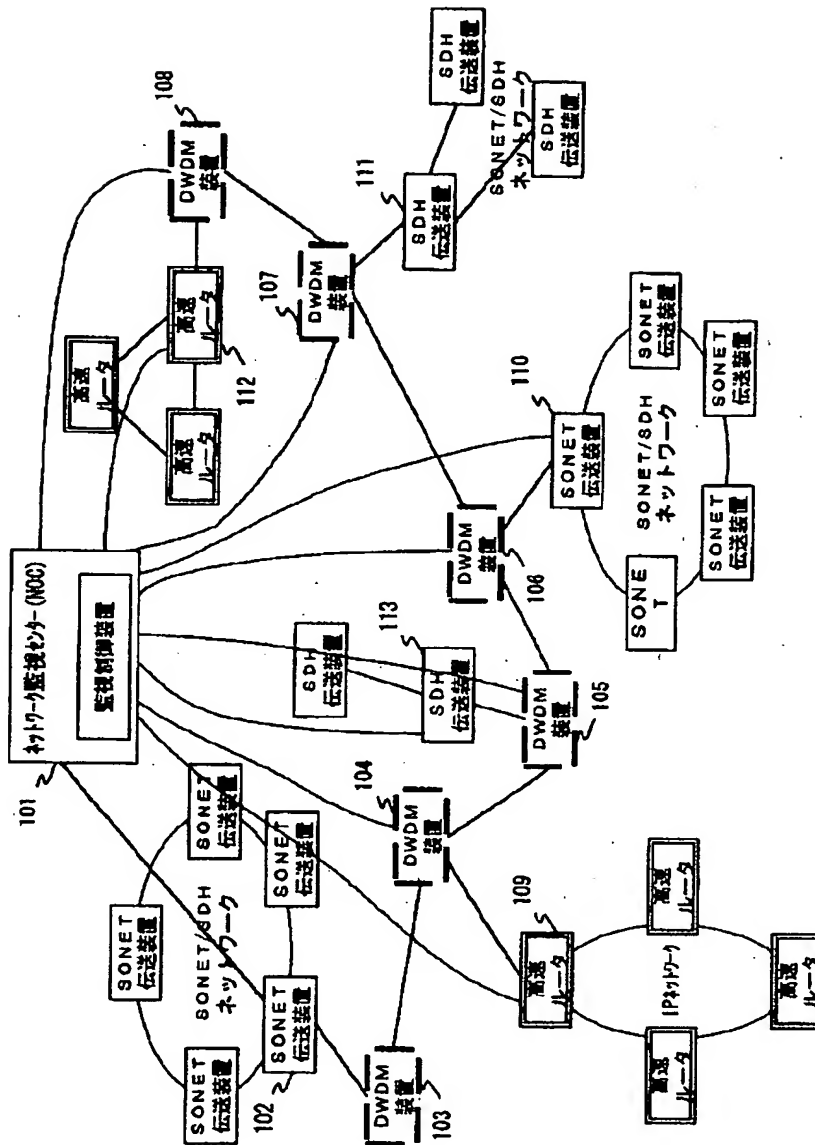 ネットワーク監視センター(NOC)
監視制御装置
101
SONET
伝送装置
SONET
伝送装置
SONET
伝送装置
SONET
伝送装置
SONET
伝送装置
102
SONET/SDH
ネットワーク
DWDM
装置
103
DWDM
装置
104
DWDM
装置
105
DWDM
装置
106
DWDM
装置
107
DWDM
装置
108
高速
ルータ
109
高速
ルータ
高速
ルータ
高速
ルータ
IPネットワーク
SDH
伝送装置
SDH
伝送装置
113
SONET
伝送装置
110
SONET
伝送装置
SONET
伝送装置
SONET
伝送装置
SONE
T
SONET/SDH
ネットワーク
SDH
伝送装置
111
SDH
伝送装置
SDH
伝送装置
SONET/SDH
ネットワーク
高速
ルータ
高速
ルータ
高速
ルータ
112